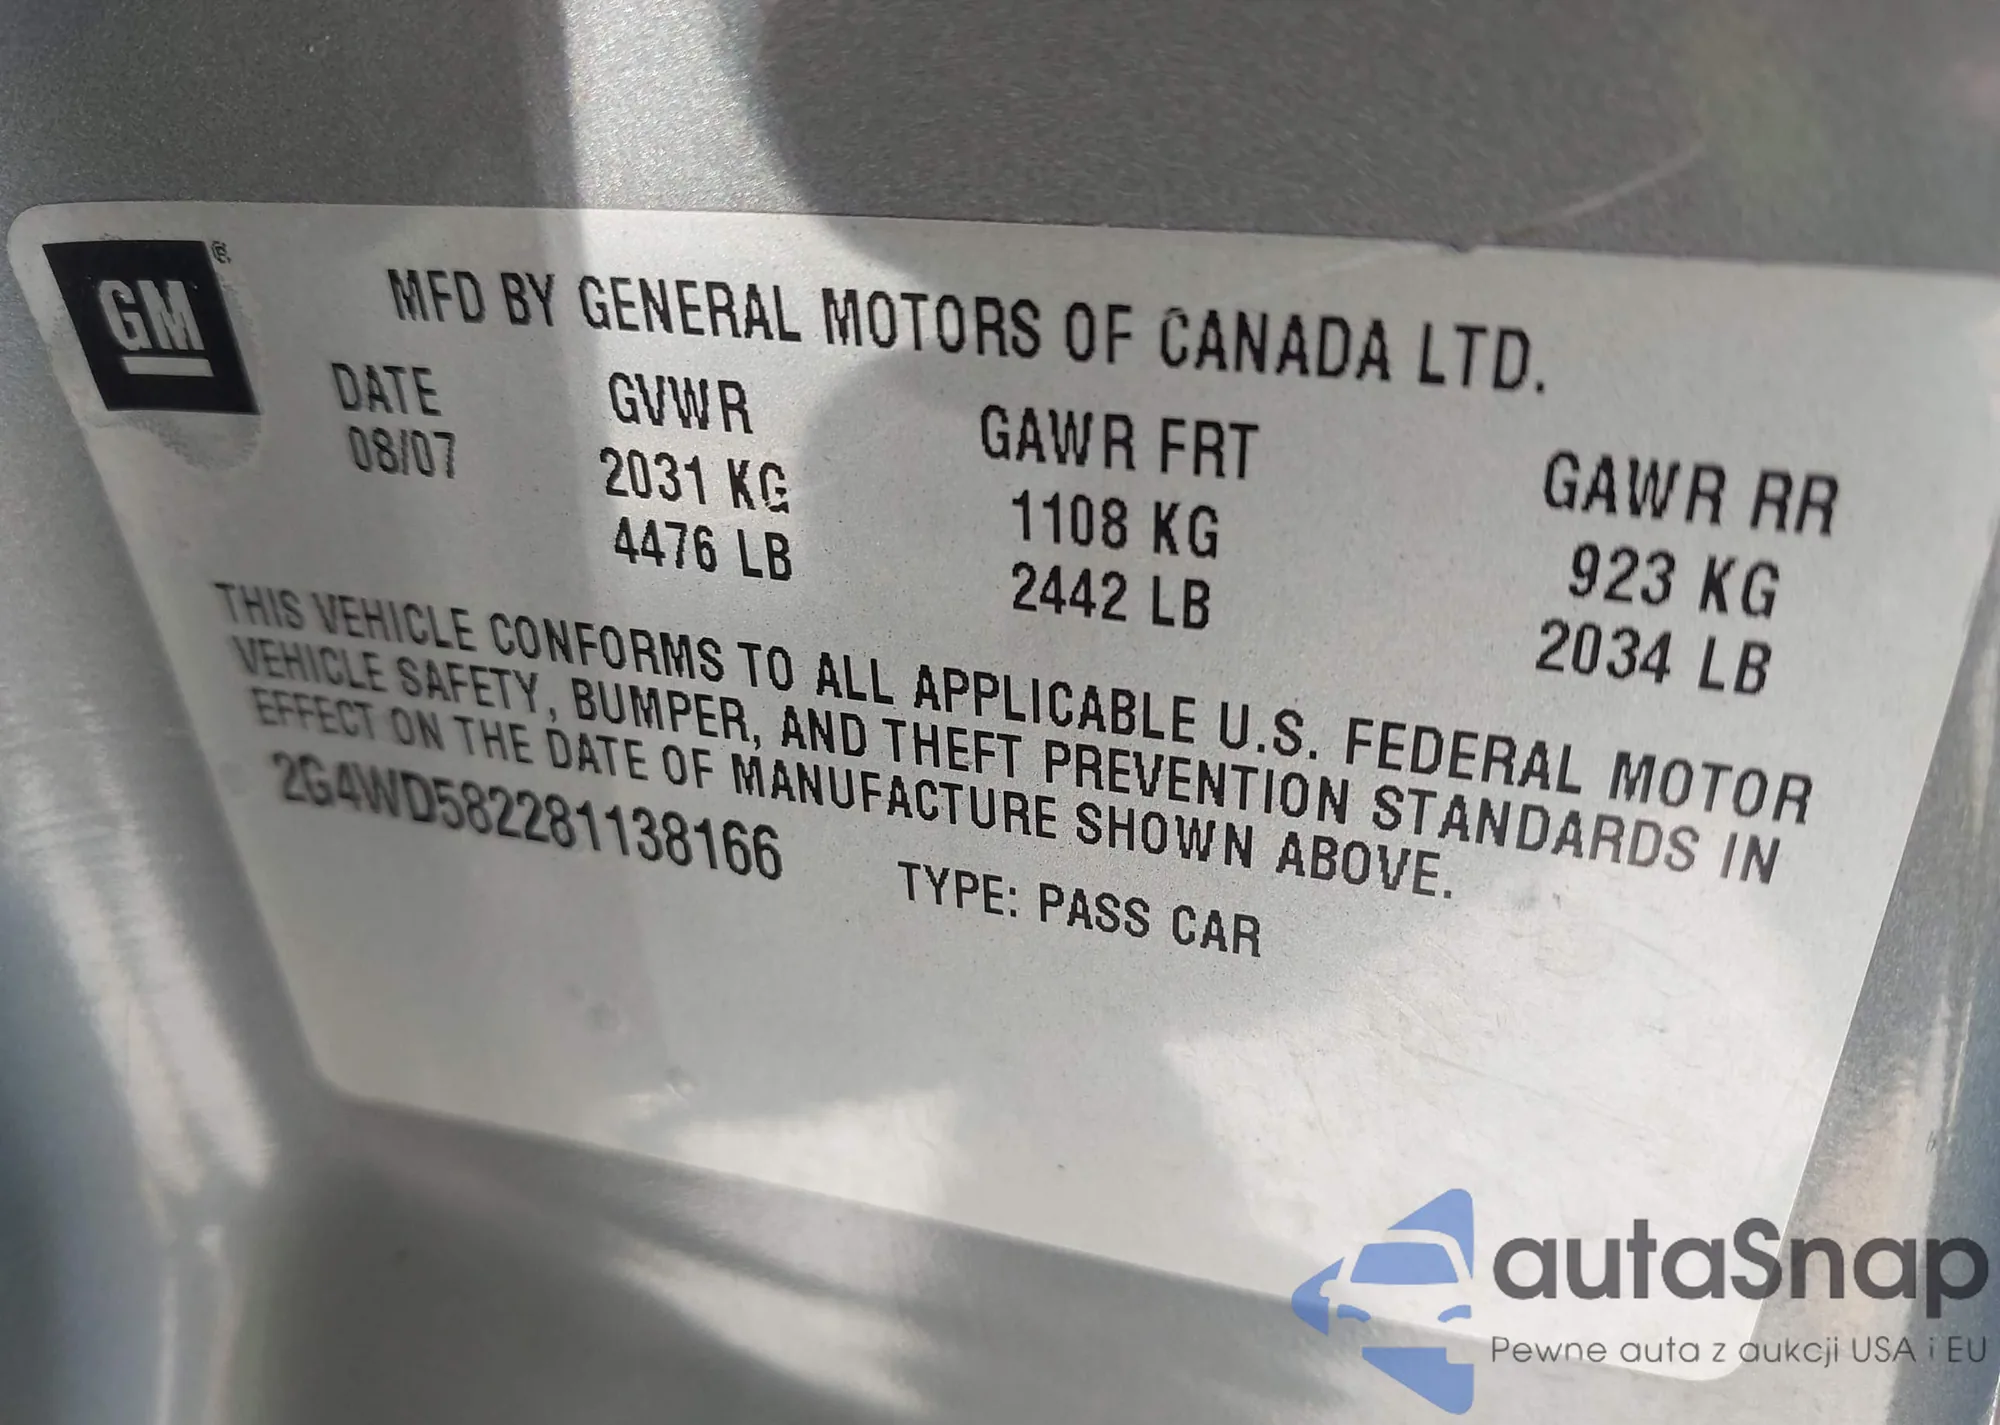 GM®
MFD BY GENERAL MOTORS OF CANADA LTD.
DATE GVWR GAWR FRT GAWR RR
08/07 2031 KG 1108 KG 923 KG
4476 LB 2442 LB 2034 LB
THIS VEHICLE CONFORMS TO ALL APPLICABLE U.S. FEDERAL MOTOR
VEHICLE SAFETY, BUMPER, AND THEFT PREVENTION STANDARDS IN
EFFECT ON THE DATE OF MANUFACTURE SHOWN ABOVE.
2G4WD582281138166 TYPE: PASS CAR
autaSnap
Pewne auta z aukcji USA i EU